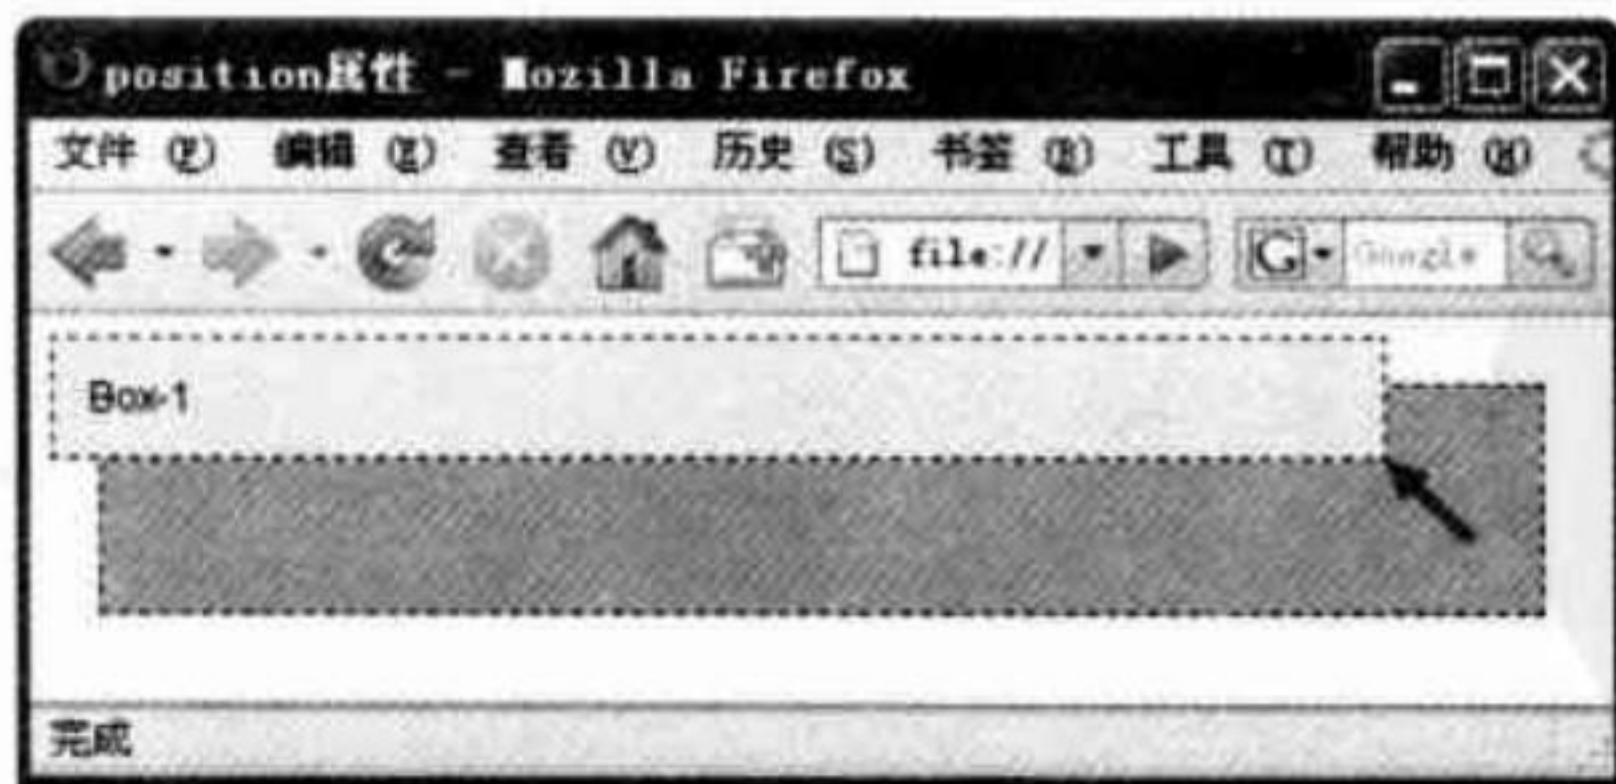 position属性 - Mozilla Firefox
文件 (F) 编辑 (E) 查看 (V) 历史 (S) 书签 (B) 工具 (T) 帮助 (H)
file:// G Google
Box-1
完成